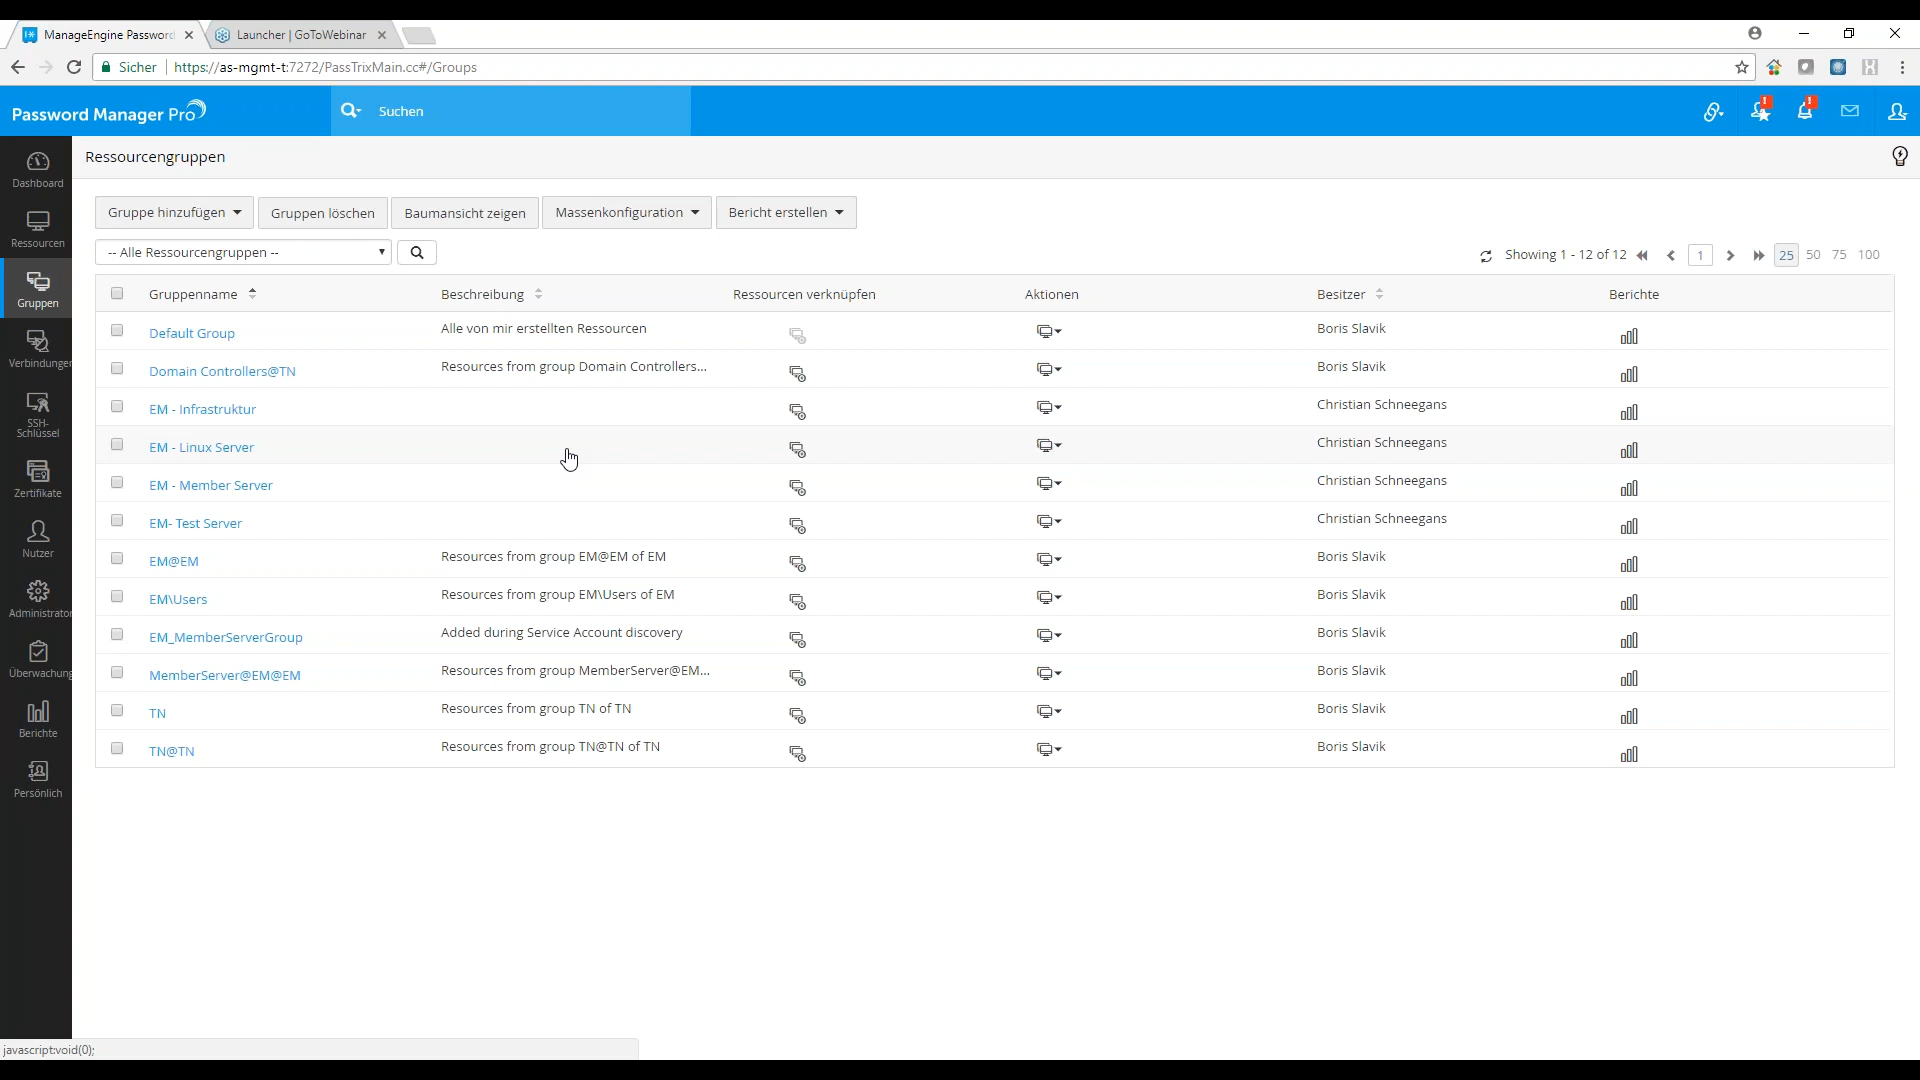 ManageEngine Password
Launcher | GoToWebinar
Sicher https://as-mgmt-t:7272/PassTrixMain.cc#/Groups
Password Manager Pro
Suchen
Ressourcengruppen
Dashboard
Ressourcen
Gruppen
Verbindunger
SSH-
Schlüssel
Zertifikate
Nutzer
Administrator
Überwachung
Berichte
Persönlich
Gruppe hinzufügen Gruppen löschen Baumansicht zeigen Massenkonfiguration Bericht erstellen
-- Alle Ressourcengruppen --
Showing 1 - 12 of 12 1 25 50 75 100
Gruppenname Beschreibung Ressourcen verknüpfen Aktionen Besitzer Berichte
Default Group Alle von mir erstellten Ressourcen Boris Slavik
Domain Controllers@TN Resources from group Domain Controllers... Boris Slavik
EM - Infrastruktur Christian Schneegans
EM - Linux Server Christian Schneegans
EM - Member Server Christian Schneegans
EM- Test Server Christian Schneegans
EM@EM Resources from group EM@EM of EM Boris Slavik
EM\Users Resources from group EM\Users of EM Boris Slavik
EM_MemberServerGroup Added during Service Account discovery Boris Slavik
MemberServer@EM@EM Resources from group MemberServer@EM... Boris Slavik
TN Resources from group TN of TN Boris Slavik
TN@TN Resources from group TN@TN of TN Boris Slavik
javascript:void(0);